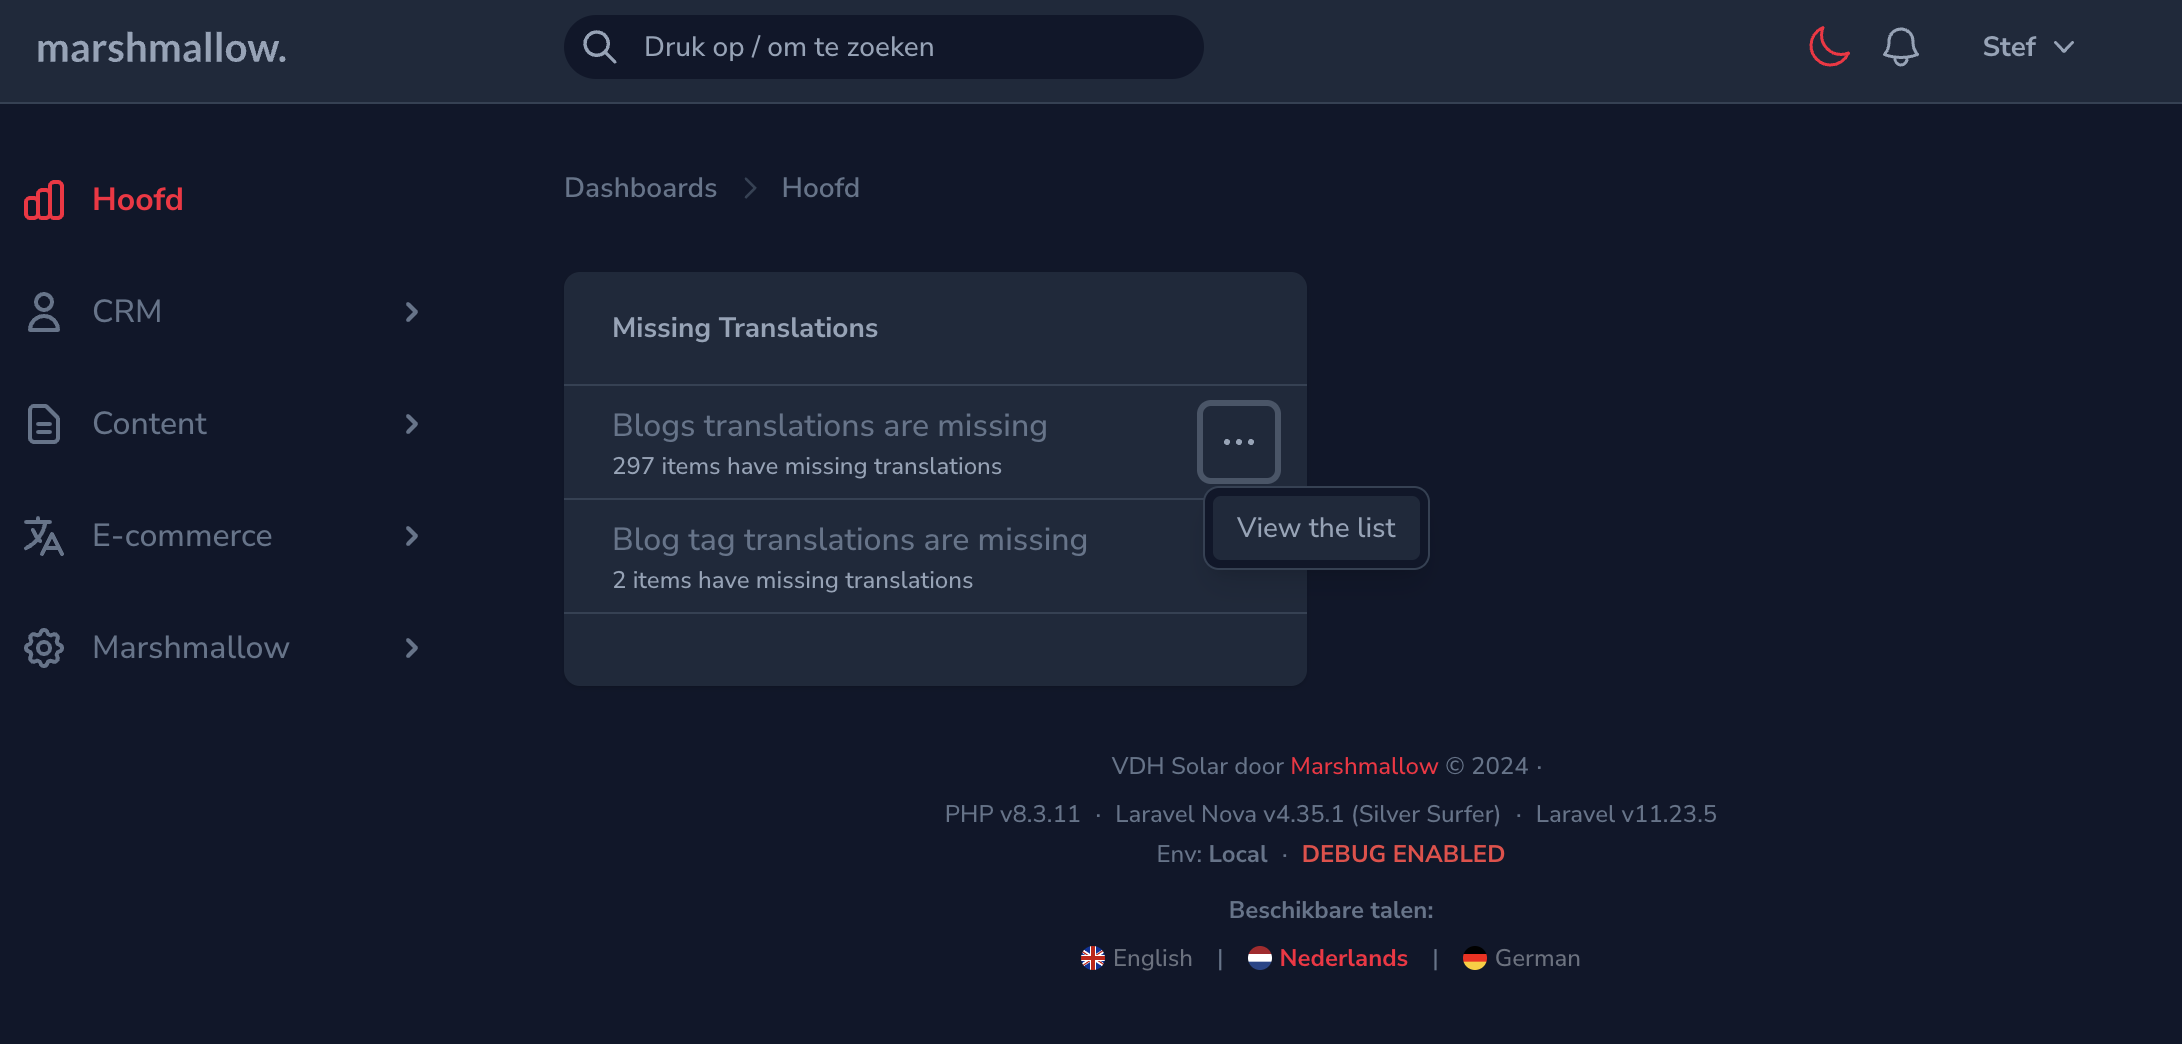 marshmallow.
Druk op / om te zoeken
Stef
Hoofd
CRM
Content
E-commerce
Marshmallow
Dashboards > Hoofd
Missing Translations
Blogs translations are missing
297 items have missing translations
View the list
Blog tag translations are missing
2 items have missing translations
VDH Solar door Marshmallow © 2024 ·
PHP v8.3.11 · Laravel Nova v4.35.1 (Silver Surfer) · Laravel v11.23.5
Env: Local · DEBUG ENABLED
Beschikbare talen:
English | Nederlands | German